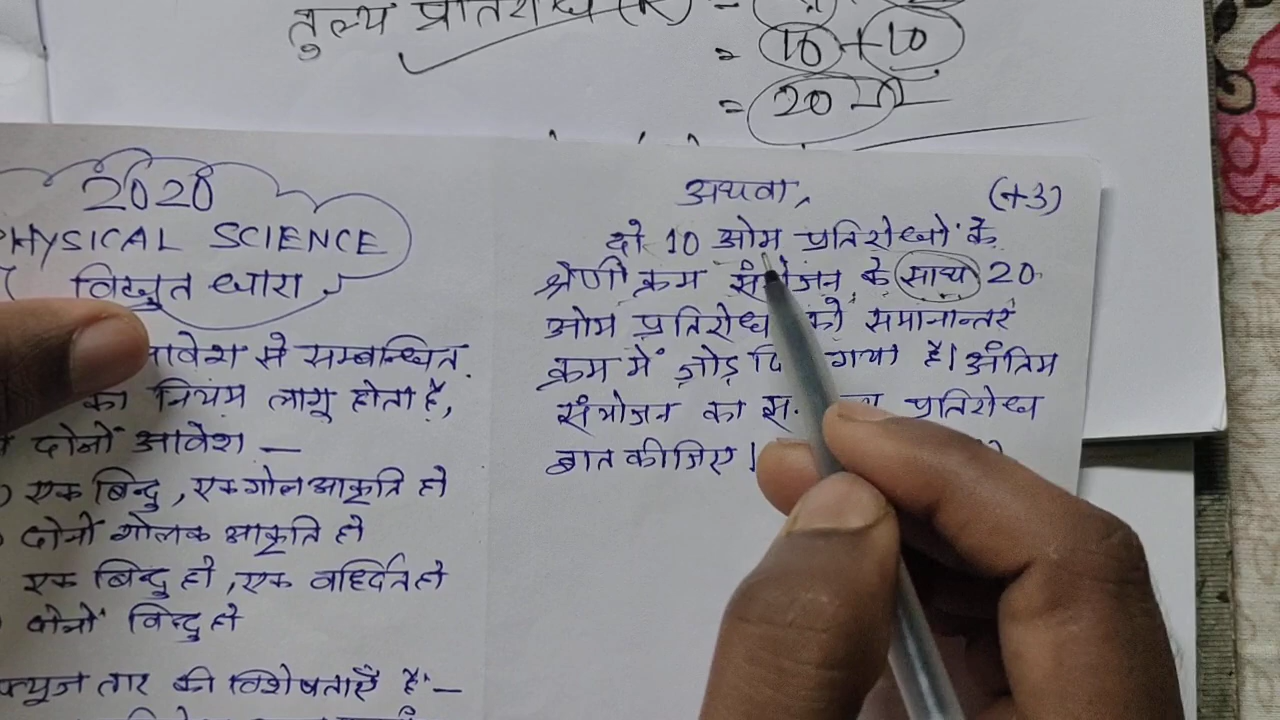 तुल्य प्रतिरोध (R) =
= 10 + 10
= 20 Ω
2020
PHYSICAL SCIENCE
विद्युत धारा
आवेश से सम्बन्धित
का नियम लागू होता है,
दोनों आवेश —
एक बिन्दु, एक गोल आकृति हो
दोनों गोलक आकृति हो
एक बिन्दु हो, एक
दोनों बिन्दु हो
फ्यूज तार की विशेषताएँ हैं —
अथवा, (+3)
दो 10 ओम प्रतिरोधों के
श्रेणी क्रम संयोजन के साथ 20
ओम प्रतिरोध को समानान्तर
क्रम में जोड़ दि गया है। अंतिम
संयोजन का प्रतिरोध
ज्ञात कीजिए।